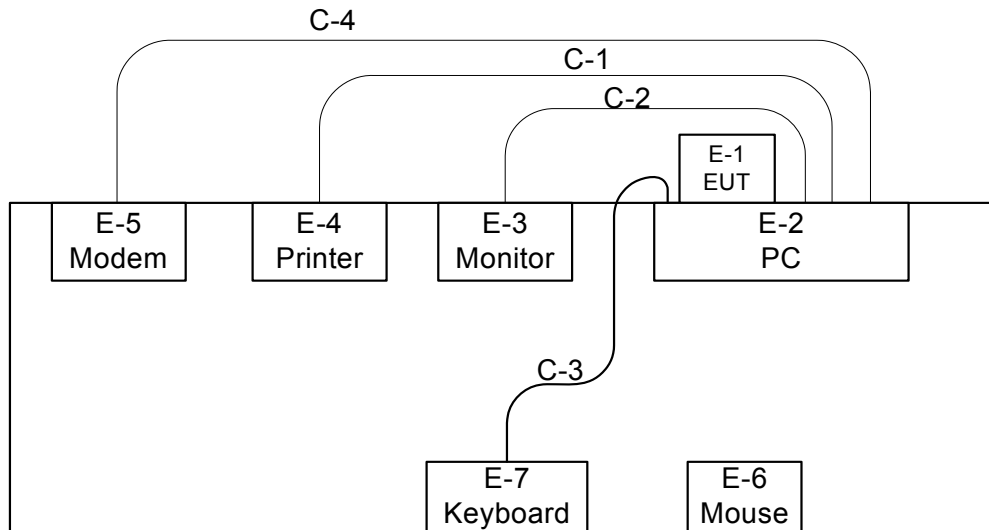 C-4
C-1
C-2
E-1
EUT
E-5
Modem
E-4
Printer
E-3
Monitor
E-2
PC
C-3
E-7
Keyboard
E-6
Mouse